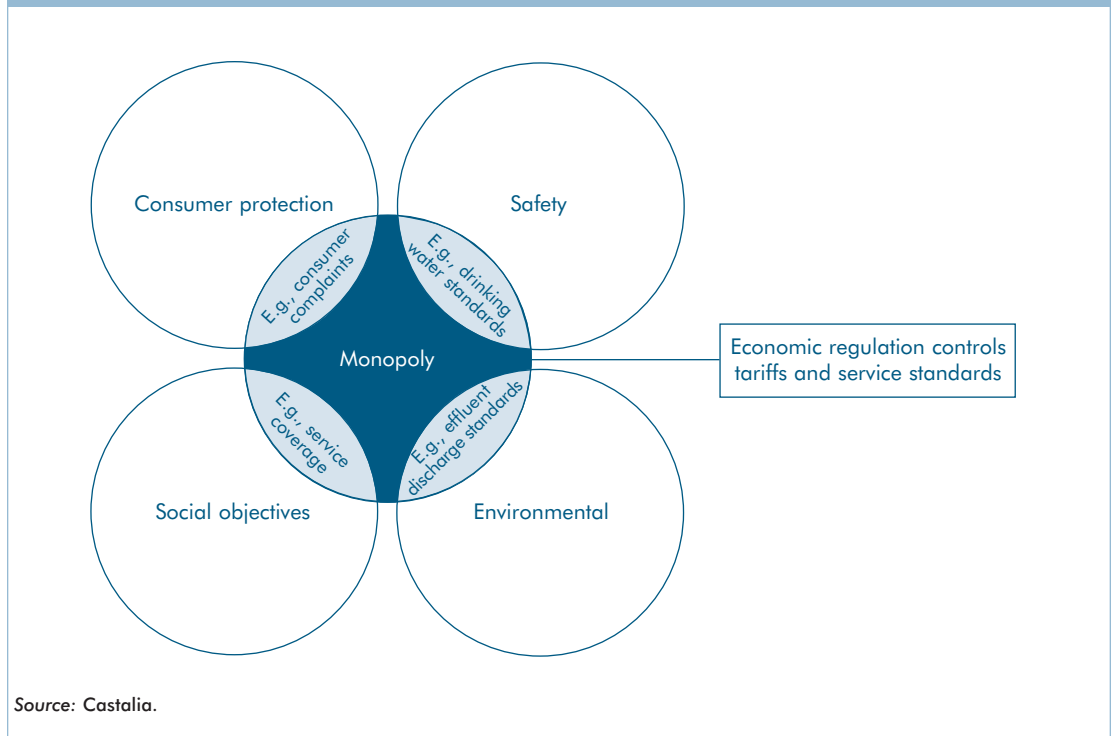 Consumer protection
Safety
E.g., consumer
complaints
E.g., drinking
water standards
Monopoly
Economic regulation controls
tariffs and service standards
E.g., service
coverage
E.g., effluent
discharge standards
Social objectives
Environmental
Source: Castalia.